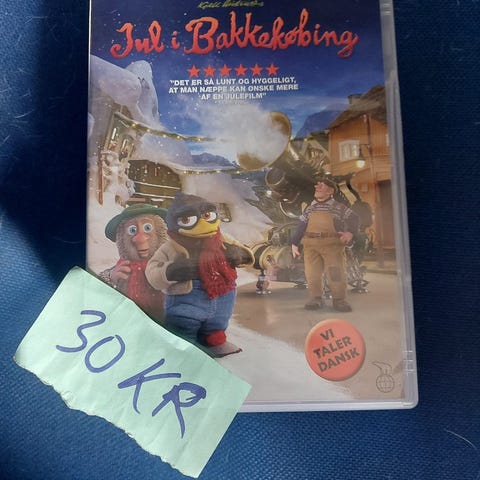 Jul i Bakkekøbing
★★★★★★
"DET ER SÅ LUNT OG HYGGELIGT,
AT MAN NÆPPE KAN ØNSKE MERE
AF EN JULEFILM"
VI
TALER
DANSK
30 KR